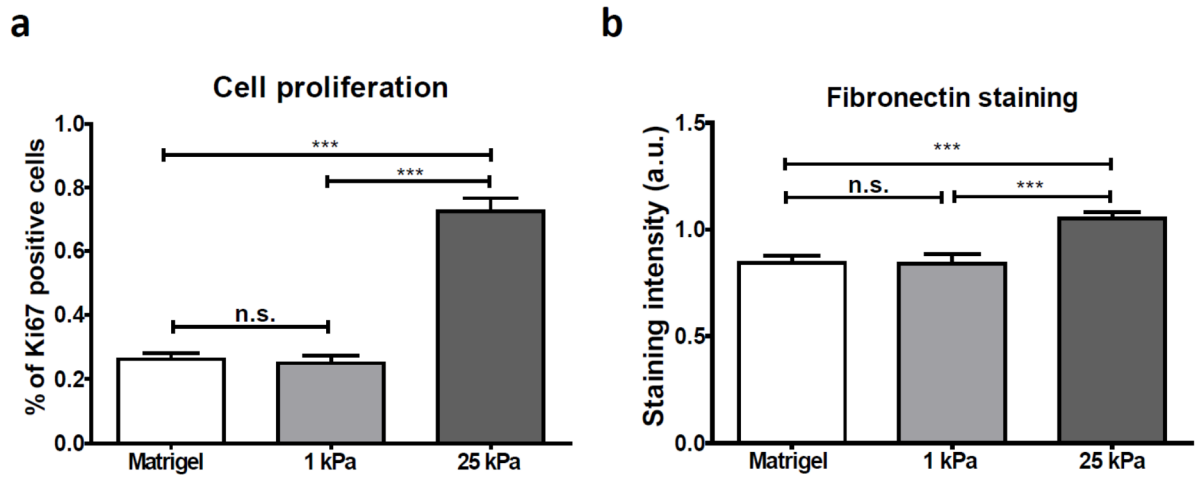 a
Cell proliferation
% of Ki67 positive cells
1.0
0.8
0.6
0.4
0.2
0.0
***
***
n.s.
Matrigel 1 kPa 25 kPa
b
Fibronectin staining
Staining intensity (a.u.)
1.5
1.0
0.5
0.0
***
n.s. ***
Matrigel 1 kPa 25 kPa